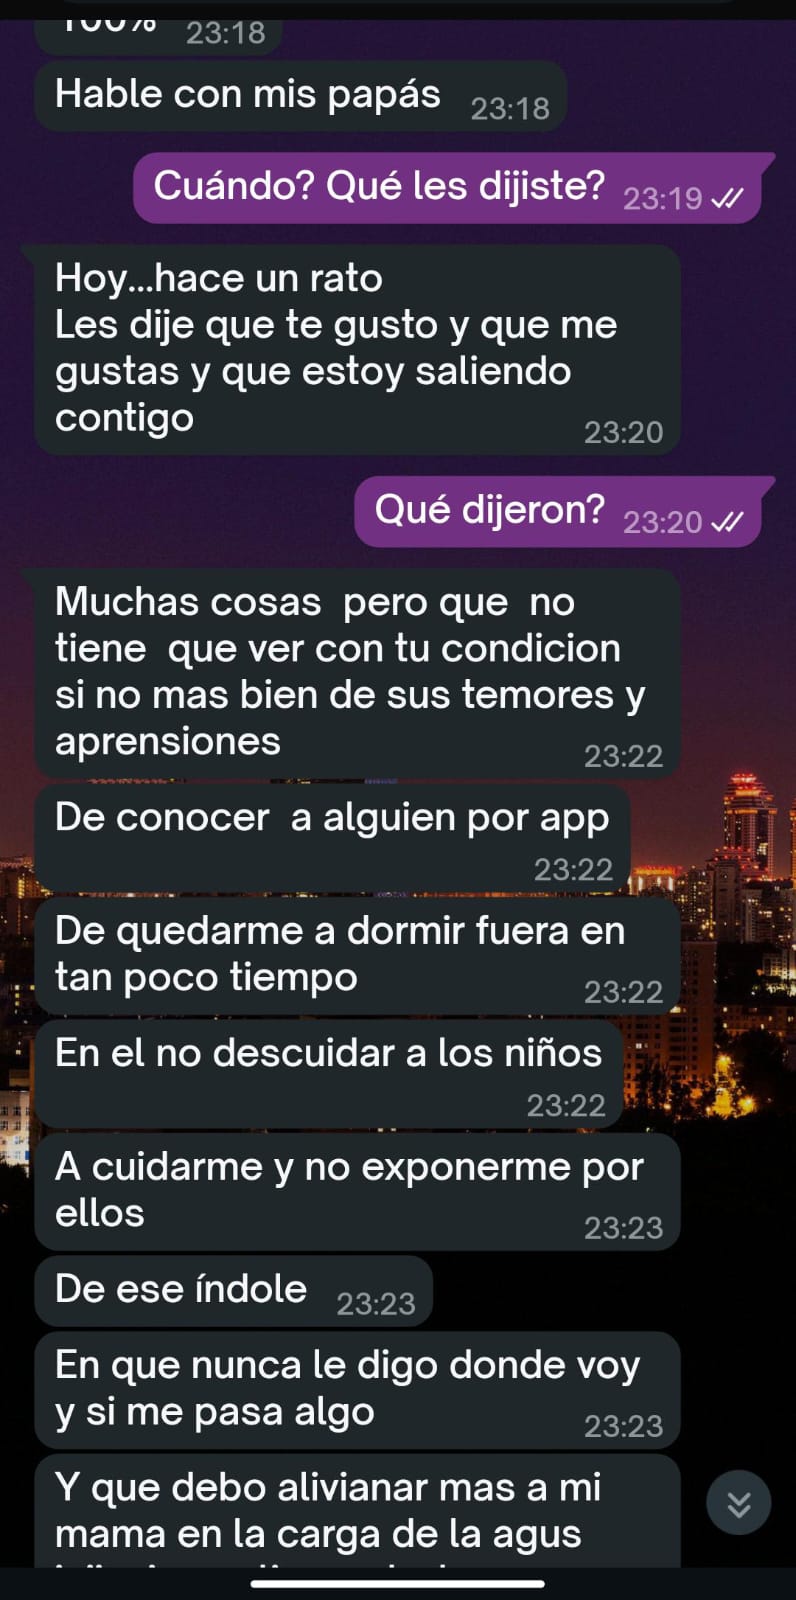 100% 23:18
Hable con mis papás 23:18
Cuándo? Qué les dijiste? 23:19
Hoy...hace un rato
Les dije que te gusto y que me
gustas y que estoy saliendo
contigo 23:20
Qué dijeron? 23:20
Muchas cosas pero que no
tiene que ver con tu condicion
si no mas bien de sus temores y
aprensiones 23:22
De conocer a alguien por app
23:22
De quedarme a dormir fuera en
tan poco tiempo 23:22
En el no descuidar a los niños
23:22
A cuidarme y no exponerme por
ellos 23:23
De ese índole 23:23
En que nunca le digo donde voy
y si me pasa algo 23:23
Y que debo alivianar mas a mi
mama en la carga de la agus